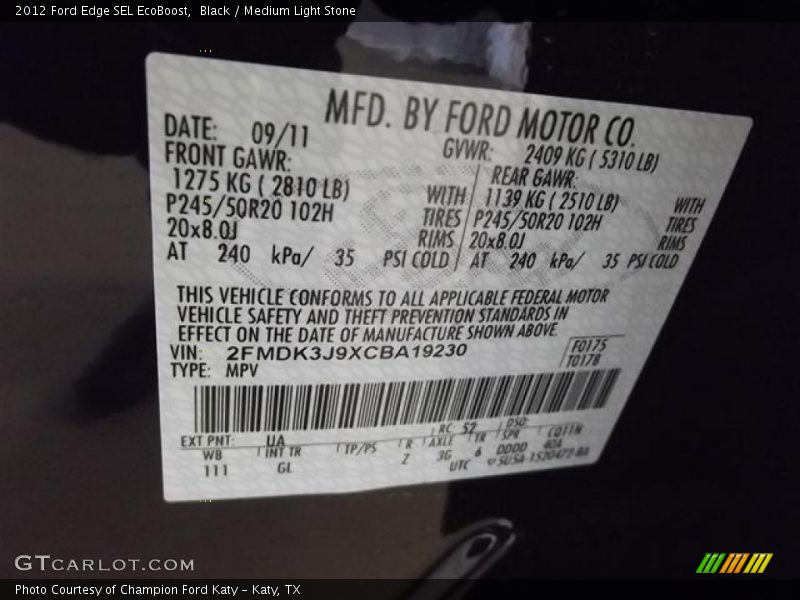 2012 Ford Edge SEL EcoBoost, Black / Medium Light Stone
MFD. BY FORD MOTOR CO.
DATE: 09/11 GVWR: 2409 KG ( 5310 LB)
FRONT GAWR: REAR GAWR:
1275 KG ( 2810 LB) WITH 1139 KG ( 2510 LB) WITH
P245/50R20 102H TIRES P245/50R20 102H TIRES
20x8.0J RIMS 20x8.0J RIMS
AT 240 kPa/ 35 PSI COLD AT 240 kPa/ 35 PSI COLD
THIS VEHICLE CONFORMS TO ALL APPLICABLE FEDERAL MOTOR
VEHICLE SAFETY AND THEFT PREVENTION STANDARDS IN
EFFECT ON THE DATE OF MANUFACTURE SHOWN ABOVE.
VIN: 2FMDK3J9XCBA19230 F0175
TYPE: MPV T0178
EXT PNT: UA RC: 52 DSO:
WB INT TR TP/PS R AXLE TR SPR
111 GL Z 3G 6 DDDD
UTC
GTCARLOT.COM
Photo Courtesy of Champion Ford Katy - Katy, TX